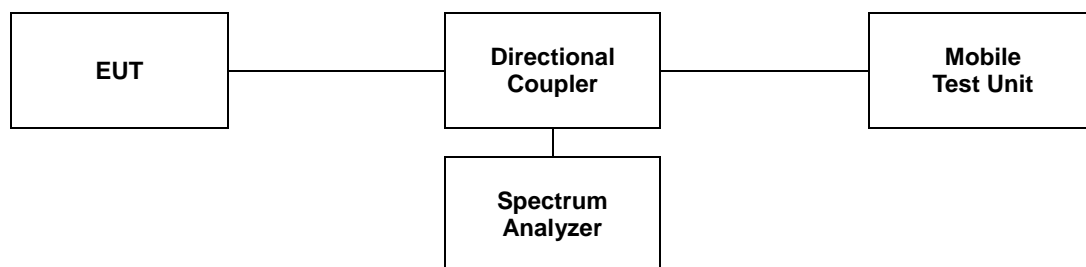 EUT
Directional
Coupler
Mobile
Test Unit
Spectrum
Analyzer